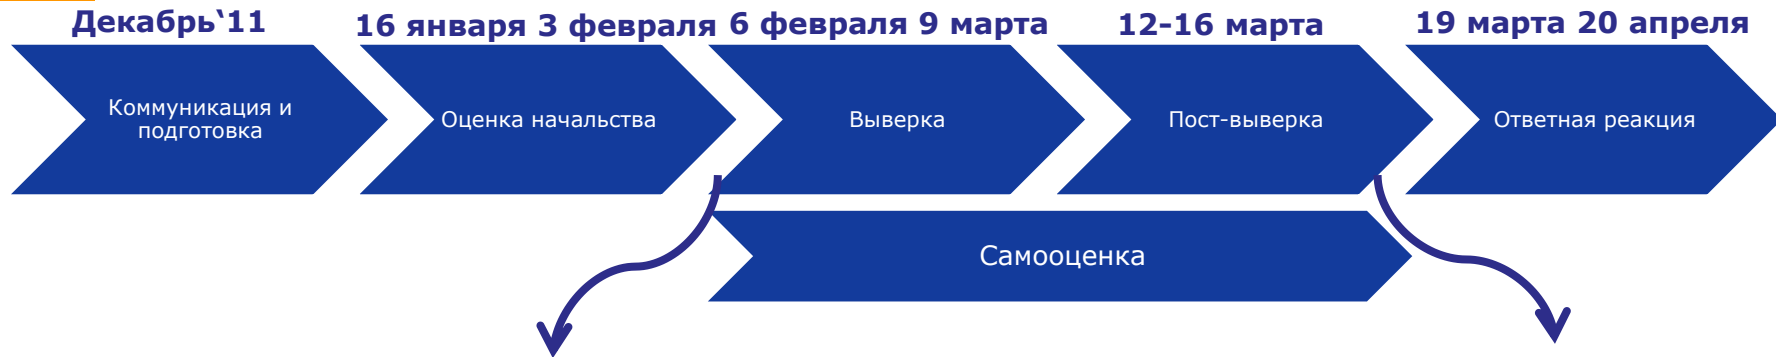 Декабрь‘11
16 января 3 февраля
6 февраля 9 марта
12-16 марта
19 марта 20 апреля
Коммуникация и
подготовка
Оценка начальства
Выверка
Пост-выверка
Ответная реакция
Самооценка